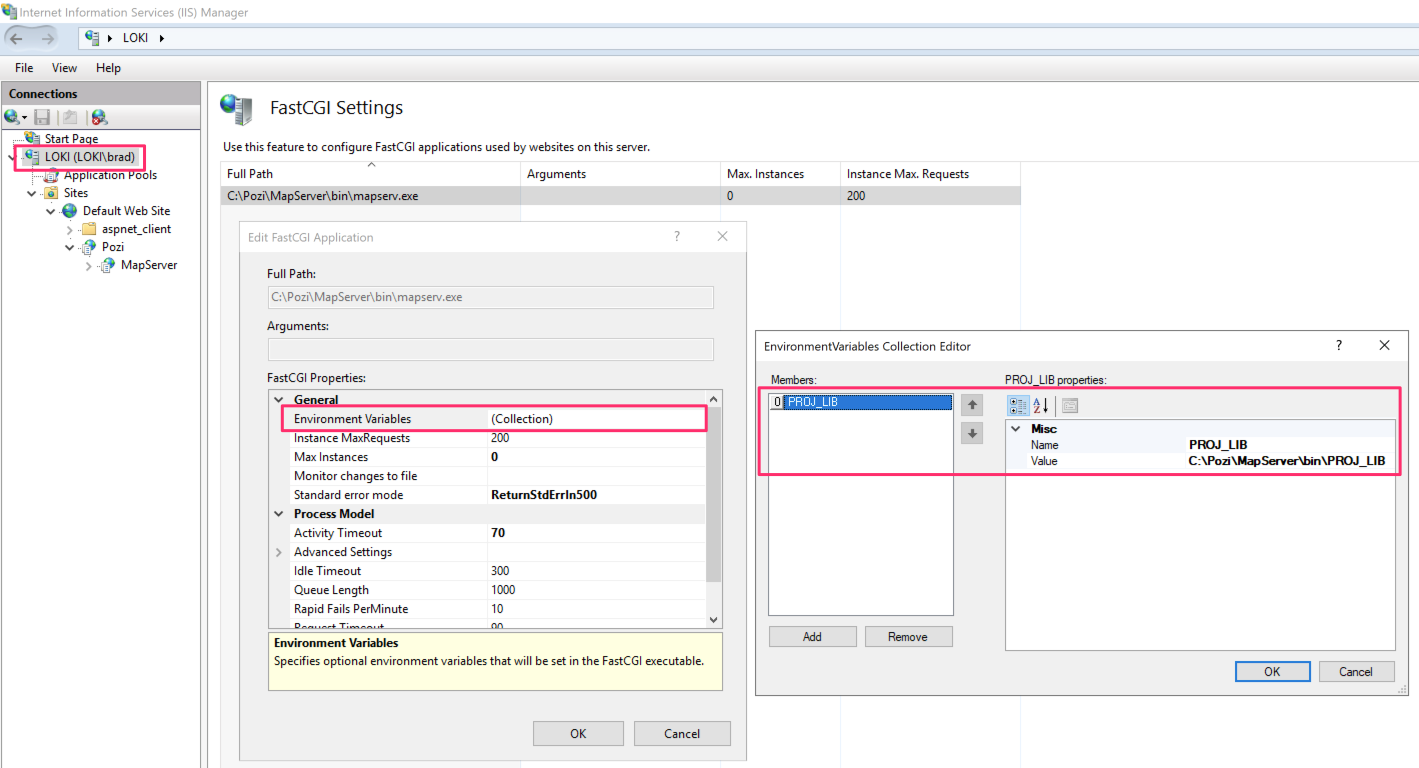 Internet Information Services (IIS) Manager
LOKI
File View Help
Connections
Start Page
LOKI (LOKI\brad)
Application Pools
Sites
Default Web Site
aspnet_client
Pozi
MapServer
FastCGI Settings
Use this feature to configure FastCGI applications used by websites on this server.
Full Path Arguments Max. Instances Instance Max. Requests
C:\Pozi\MapServer\bin\mapserv.exe 0 200
Edit FastCGI Application ?
Full Path:
C:\Pozi\MapServer\bin\mapserv.exe
Arguments:
FastCGI Properties:
General
Environment Variables (Collection)
Instance MaxRequests 200
Max Instances 0
Monitor changes to file
Standard error mode ReturnStdErrIn500
Process Model
Activity Timeout 70
Advanced Settings
Idle Timeout 300
Queue Length 1000
Rapid Fails PerMinute 10
Request Timeout 90
Environment Variables
Specifies optional environment variables that will be set in the FastCGI executable.
OK Cancel
EnvironmentVariables Collection Editor ?
Members: PROJ_LIB properties:
0 PROJ_LIB
Misc
Name PROJ_LIB
Value C:\Pozi\MapServer\bin\PROJ_LIB
Add Remove
OK Cancel